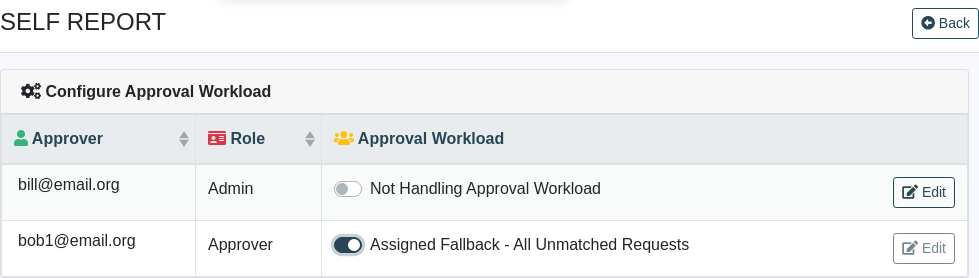 SELF REPORT
Back
Configure Approval Workload
Approver Role Approval Workload
bill@email.org Admin Not Handling Approval Workload Edit
bob1@email.org Approver Assigned Fallback - All Unmatched Requests Edit